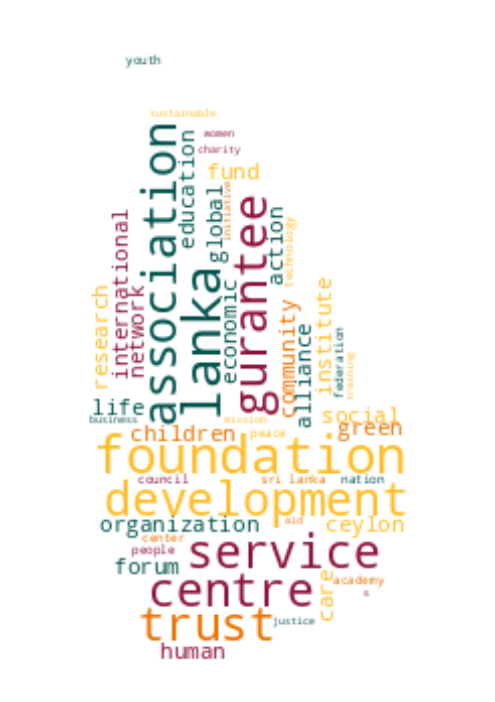 youth
sustainable
women
charity
association
education
fund
initiative
global
lanka
gurantee
action
technology
international
network
research
economic
community
institute
alliance
federation
training
life
business
children
mission
peace
social
green
foundation
council
sri lanka
nation
development
organization
aid
ceylon
center
people
service
forum
centre
care
academy
s
trust
justice
human